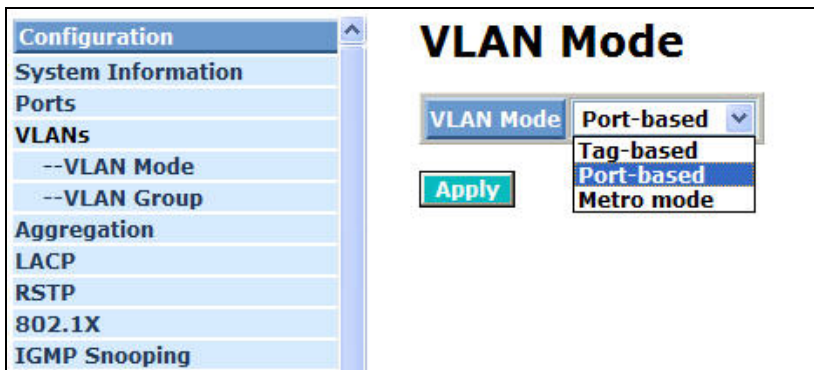 Configuration
System Information
Ports
VLANs
--VLAN Mode
--VLAN Group
Aggregation
LACP
RSTP
802.1X
IGMP Snooping
VLAN Mode
VLAN Mode Port-based
Tag-based
Port-based
Metro mode
Apply